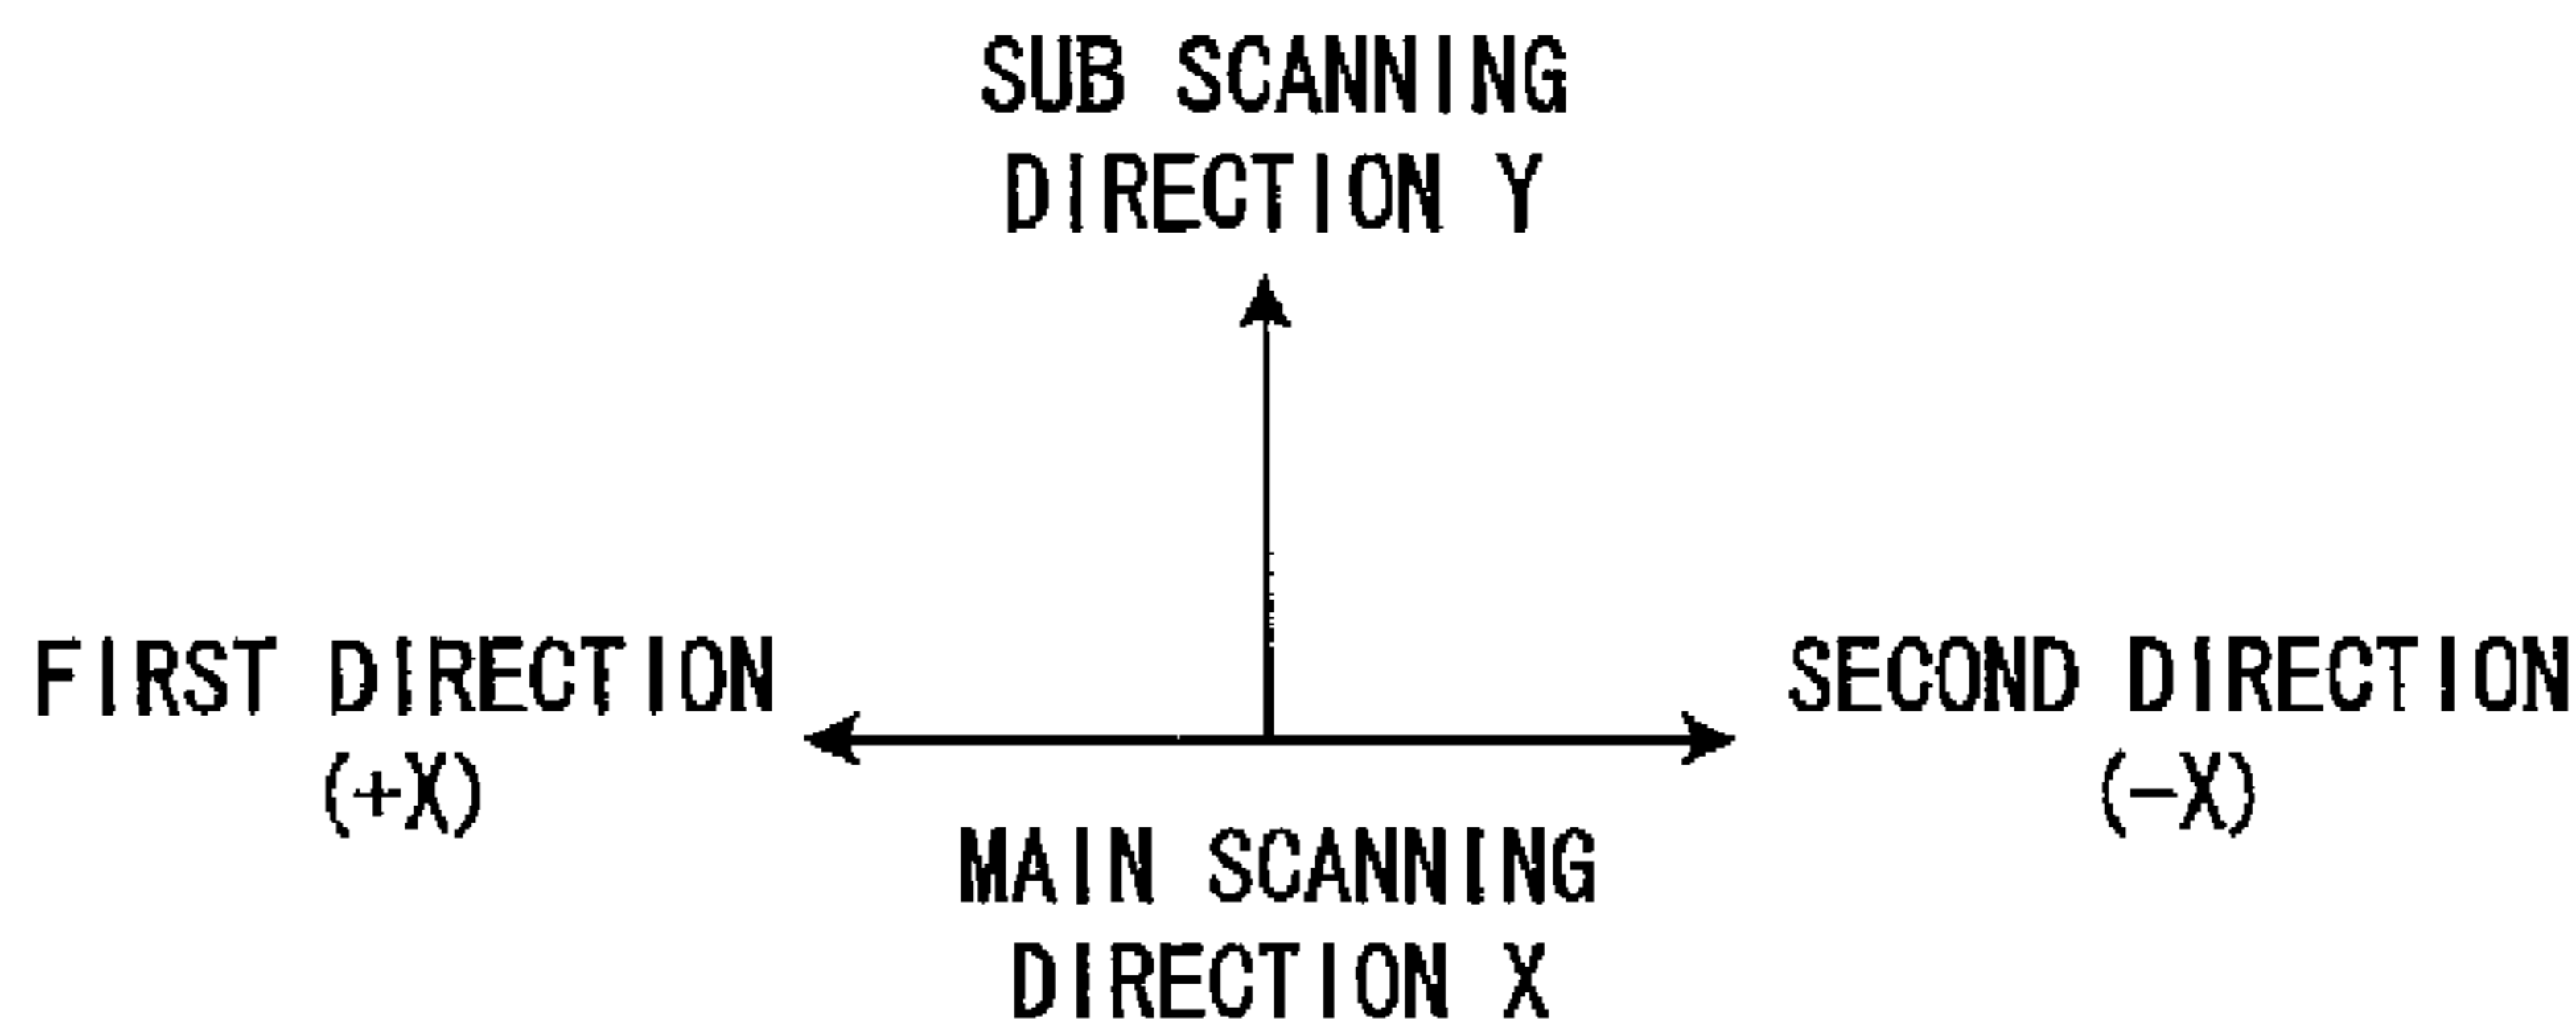 SUB SCANNING
DIRECTION Y
FIRST DIRECTION
(+X)
SECOND DIRECTION
(-X)
MAIN SCANNING
DIRECTION X